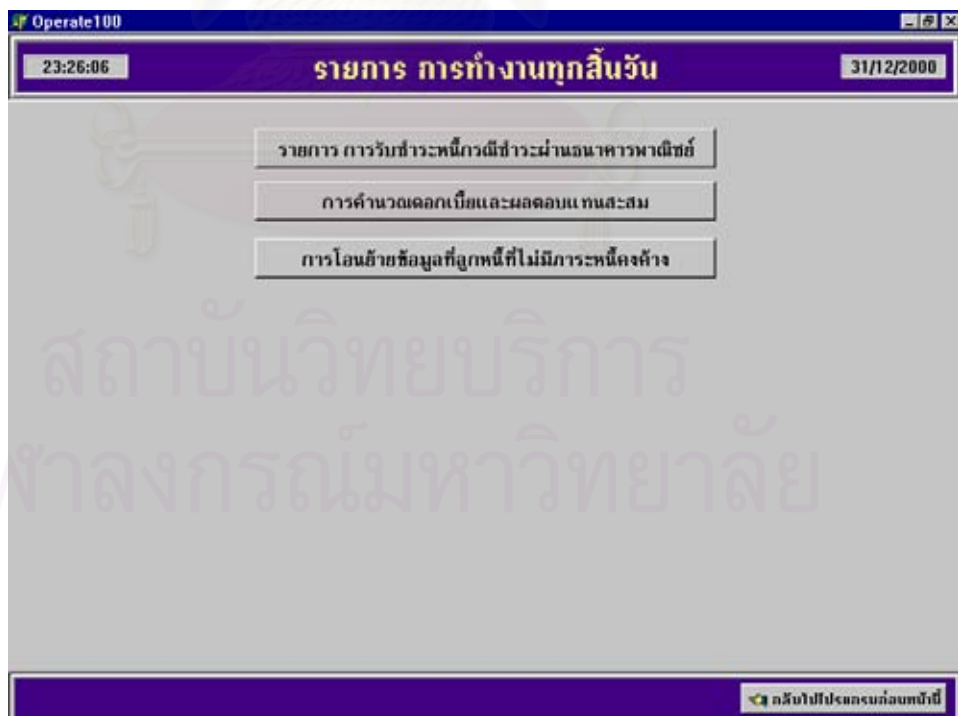 Operate100
23:26:06
รายการ การทำงานทุกสิ้นวัน
31/12/2000
รายการ การรับชำระหนี้กรณีชำระผ่านธนาคารพาณิชย์
การคำนวณดอกเบี้ยและผลตอบแทนสะสม
การโอนย้ายข้อมูลที่ลูกหนี้ที่ไม่มีภาระหนี้คงค้าง
สถาบันวิทยบริการ
จุฬาลงกรณ์มหาวิทยาลัย
กลับไปโปรแกรมก่อนหน้านี้